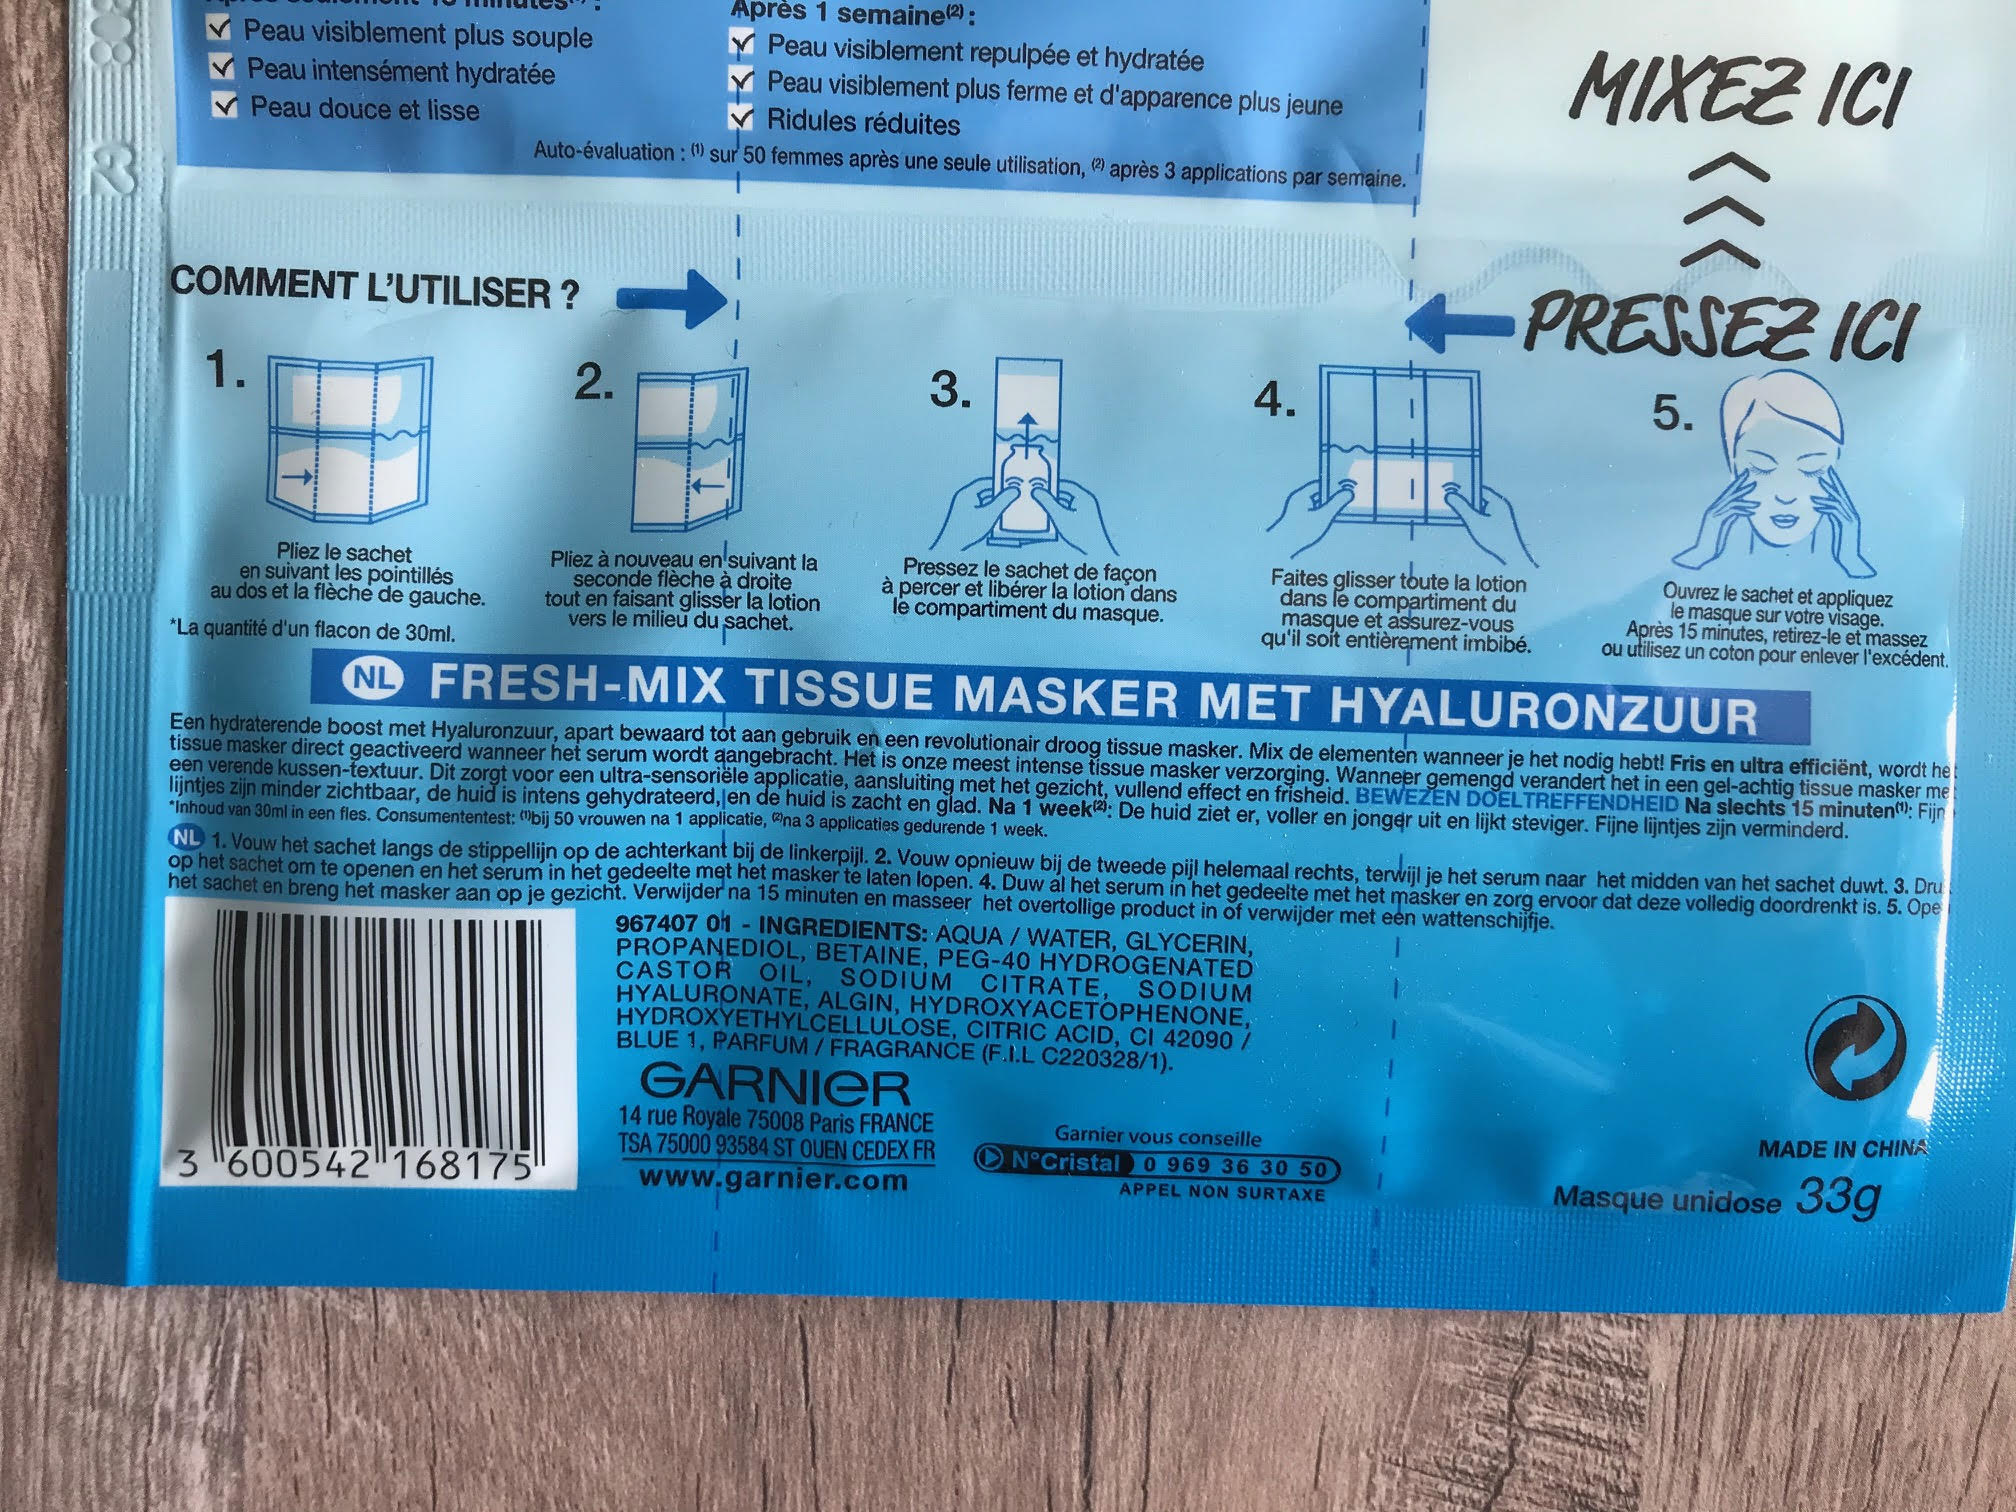 Après 1 semaine(2) :
✓ Peau visiblement plus souple
✓ Peau intensément hydratée
✓ Peau douce et lisse
✓ Peau visiblement repulpée et hydratée
✓ Peau visiblement plus ferme et d'apparence plus jeune
✓ Ridules réduites
Auto-évaluation : (1) sur 50 femmes après une seule utilisation, (2) après 3 applications par semaine.
MIXEZ ICI
PRESSEZ ICI
COMMENT L'UTILISER ?
1.
Pliez le sachet
en suivant les pointillés
au dos et la flèche de gauche.
2.
Pliez à nouveau en suivant la
seconde flèche à droite
tout en faisant glisser la lotion
vers le milieu du sachet.
3.
Pressez le sachet de façon
à percer et libérer la lotion dans
le compartiment du masque.
4.
Faites glisser toute la lotion
dans le compartiment du
masque et assurez-vous
qu'il soit entièrement imbibé.
5.
Ouvrez le sachet et appliquez
le masque sur votre visage.
Après 15 minutes, retirez-le et massez
ou utilisez un coton pour enlever l'excédent.
*La quantité d'un flacon de 30ml.
NL FRESH-MIX TISSUE MASKER MET HYALURONZUUR
Een hydraterende boost met Hyaluronzuur, apart bewaard tot aan gebruik en een revolutionair droog tissue masker. Mix de elementen wanneer je het nodig hebt! Fris en ultra efficiënt, wordt het
tissue masker direct geactiveerd wanneer het serum wordt aangebracht. Het is onze meest intense tissue masker verzorging. Wanneer gemengd verandert het in een gel-achtig tissue masker met
een verende kussen-textuur. Dit zorgt voor een ultra-sensoriële applicatie, aansluiting met het gezicht, vullend effect en frisheid. BEWEZEN DOELTREFFENDHEID Na slechts 15 minuten(1): Fijn
lijntjes zijn minder zichtbaar, de huid is intens gehydrateerd, en de huid is zacht en glad. Na 1 week(2): De huid ziet er, voller en jonger uit en lijkt steviger. Fijne lijntjes zijn verminderd.
*Inhoud van 30ml in een fles. Consumententest: (1)bij 50 vrouwen na 1 applicatie, (2)na 3 applicaties gedurende 1 week.
NL 1. Vouw het sachet langs de stippellijn op de achterkant bij de linkerpijl. 2. Vouw opnieuw bij de tweede pijl helemaal rechts, terwijl je het serum naar het midden van het sachet duwt. 3. Dru
op het sachet om te openen en het serum in het gedeelte met het masker te laten lopen. 4. Duw al het serum in het gedeelte met het masker en zorg ervoor dat deze volledig doordrenkt is. 5. Ope
het sachet en breng het masker aan op je gezicht. Verwijder na 15 minuten en masseer het overtollige product in of verwijder met een wattenschijfje.
967407 01 - INGREDIENTS: AQUA / WATER, GLYCERIN,
PROPANEDIOL, BETAINE, PEG-40 HYDROGENATED
CASTOR OIL, SODIUM CITRATE, SODIUM
HYALURONATE, ALGIN, HYDROXYACETOPHENONE,
HYDROXYETHYLCELLULOSE, CITRIC ACID, CI 42090 /
BLUE 1, PARFUM / FRAGRANCE (F.I.L C220328/1).
3 600542 168175
GARNIER
14 rue Royale 75008 Paris FRANCE
TSA 75000 93584 ST OUEN CEDEX FR
www.garnier.com
Garnier vous conseille
N°Cristal 0 969 36 30 50
APPEL NON SURTAXE
MADE IN CHINA
Masque unidose 33g